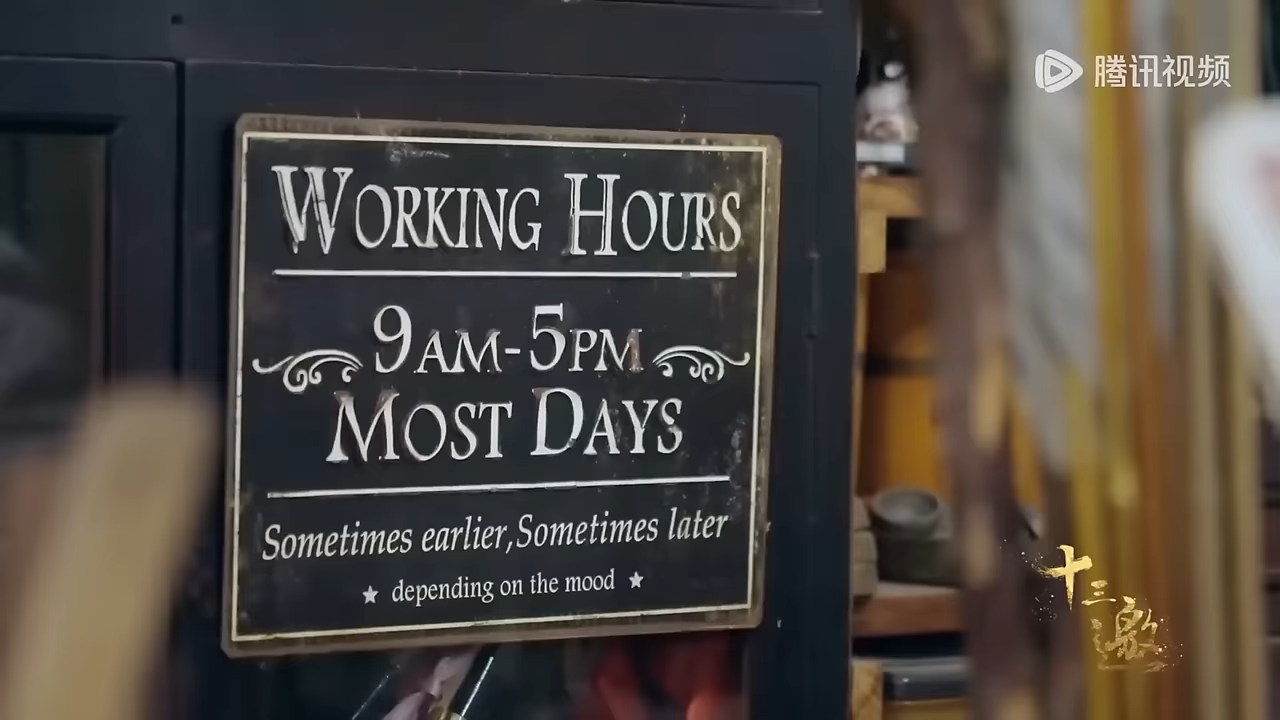 腾讯视频
WORKING HOURS
9AM-5PM
MOST DAYS
Sometimes earlier,Sometimes later
★ depending on the mood ★
十三邀